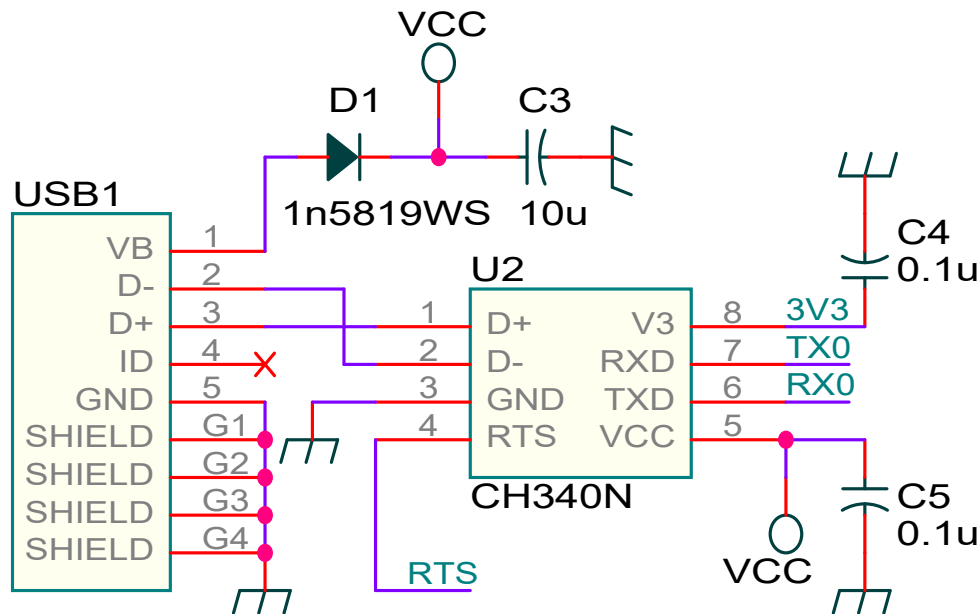 VCC
D1
C3
1n5819WS
10u
USB1
VB 1
D- 2
D+ 3
ID 4
GND 5
SHIELD G1
SHIELD G2
SHIELD G3
SHIELD G4
U2
1 D+ V3 8 3V3
2 D- RXD 7 TX0
3 GND TXD 6 RX0
4 RTS VCC 5
CH340N
RTS
C4
0.1u
C5
0.1u
VCC